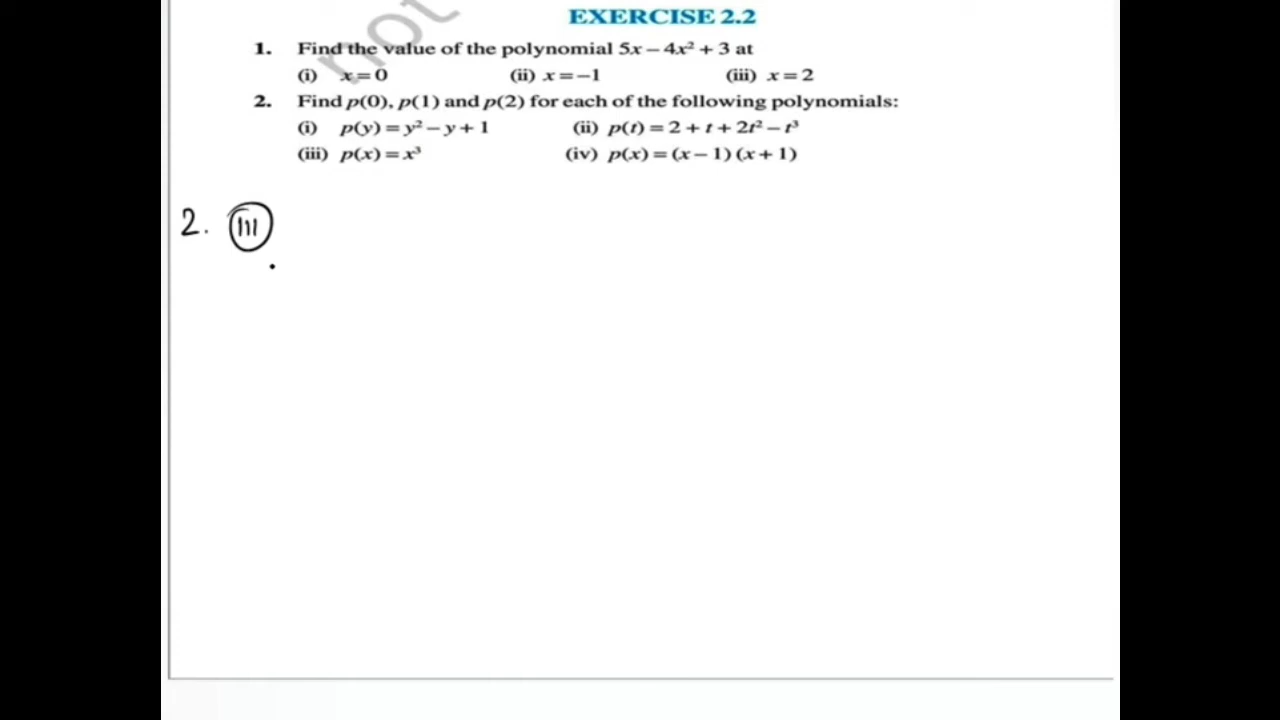 not
EXERCISE 2.2
1. Find the value of the polynomial 5x – 4x² + 3 at
(i) x = 0 (ii) x = –1 (iii) x = 2
2. Find p(0), p(1) and p(2) for each of the following polynomials:
(i) p(y) = y² – y + 1 (ii) p(t) = 2 + t + 2t² – t³
(iii) p(x) = x³ (iv) p(x) = (x – 1) (x + 1)
2. (iii)